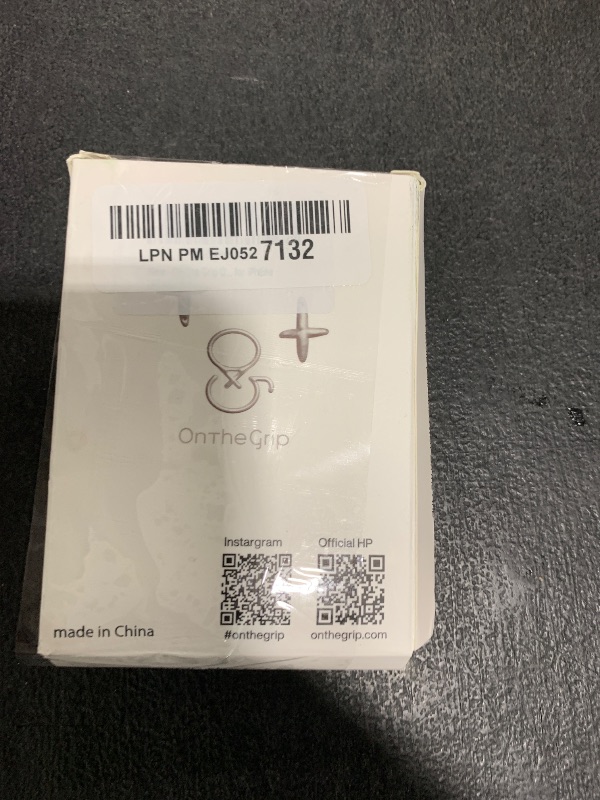 LPN PM EJ052 7132
OnTheGrip
Instargram
Official HP
made in China
#onthegrip
onthegrip.com